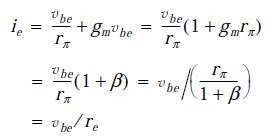 i_e = v_be/r_π + g_m v_be = v_be/r_π (1 + g_m r_π)
= v_be/r_π (1 + β) = v_be/(r_π/(1 + β))
= v_be/r_e